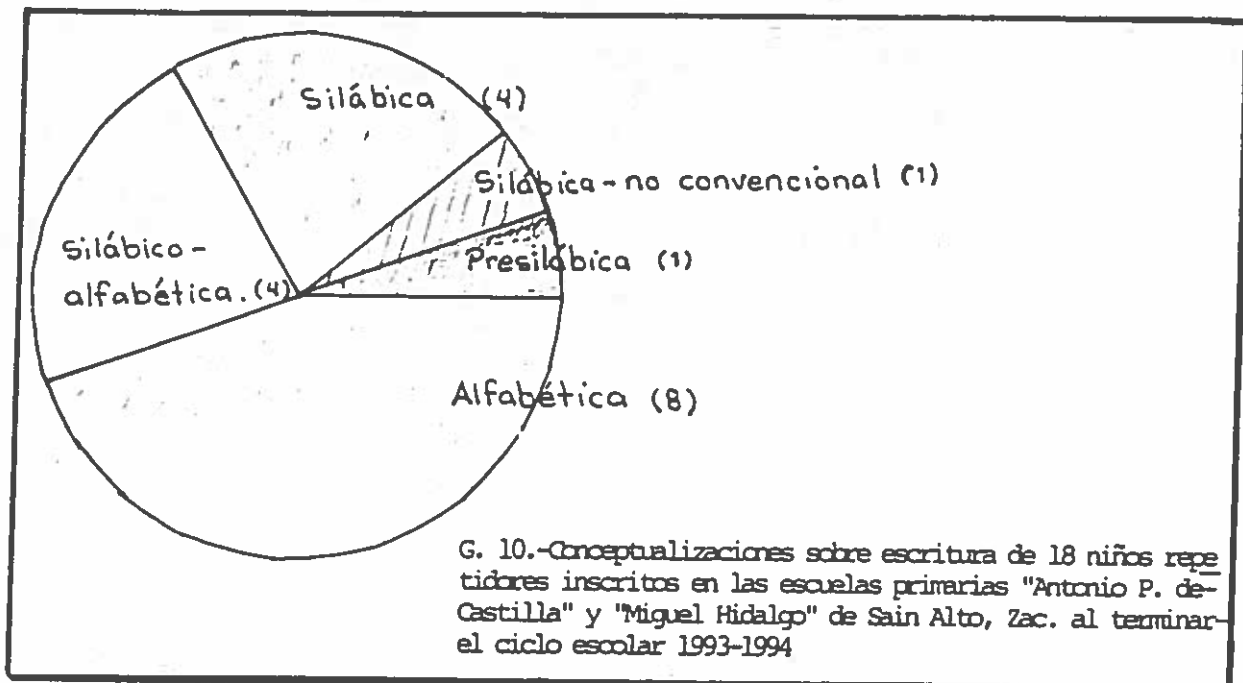 Silábica (4)
Silábica-no convencional (1)
Presilábica (1)
Silábico-
alfabética. (4)
Alfabética (8)
G. 10.-Conceptualizaciones sobre escritura de 18 niños repe
tidores inscritos en las escuelas primarias "Antonio P. de-
Castilla" y "Miguel Hidalgo" de Sain Alto, Zac. al terminar-
el ciclo escolar 1993-1994